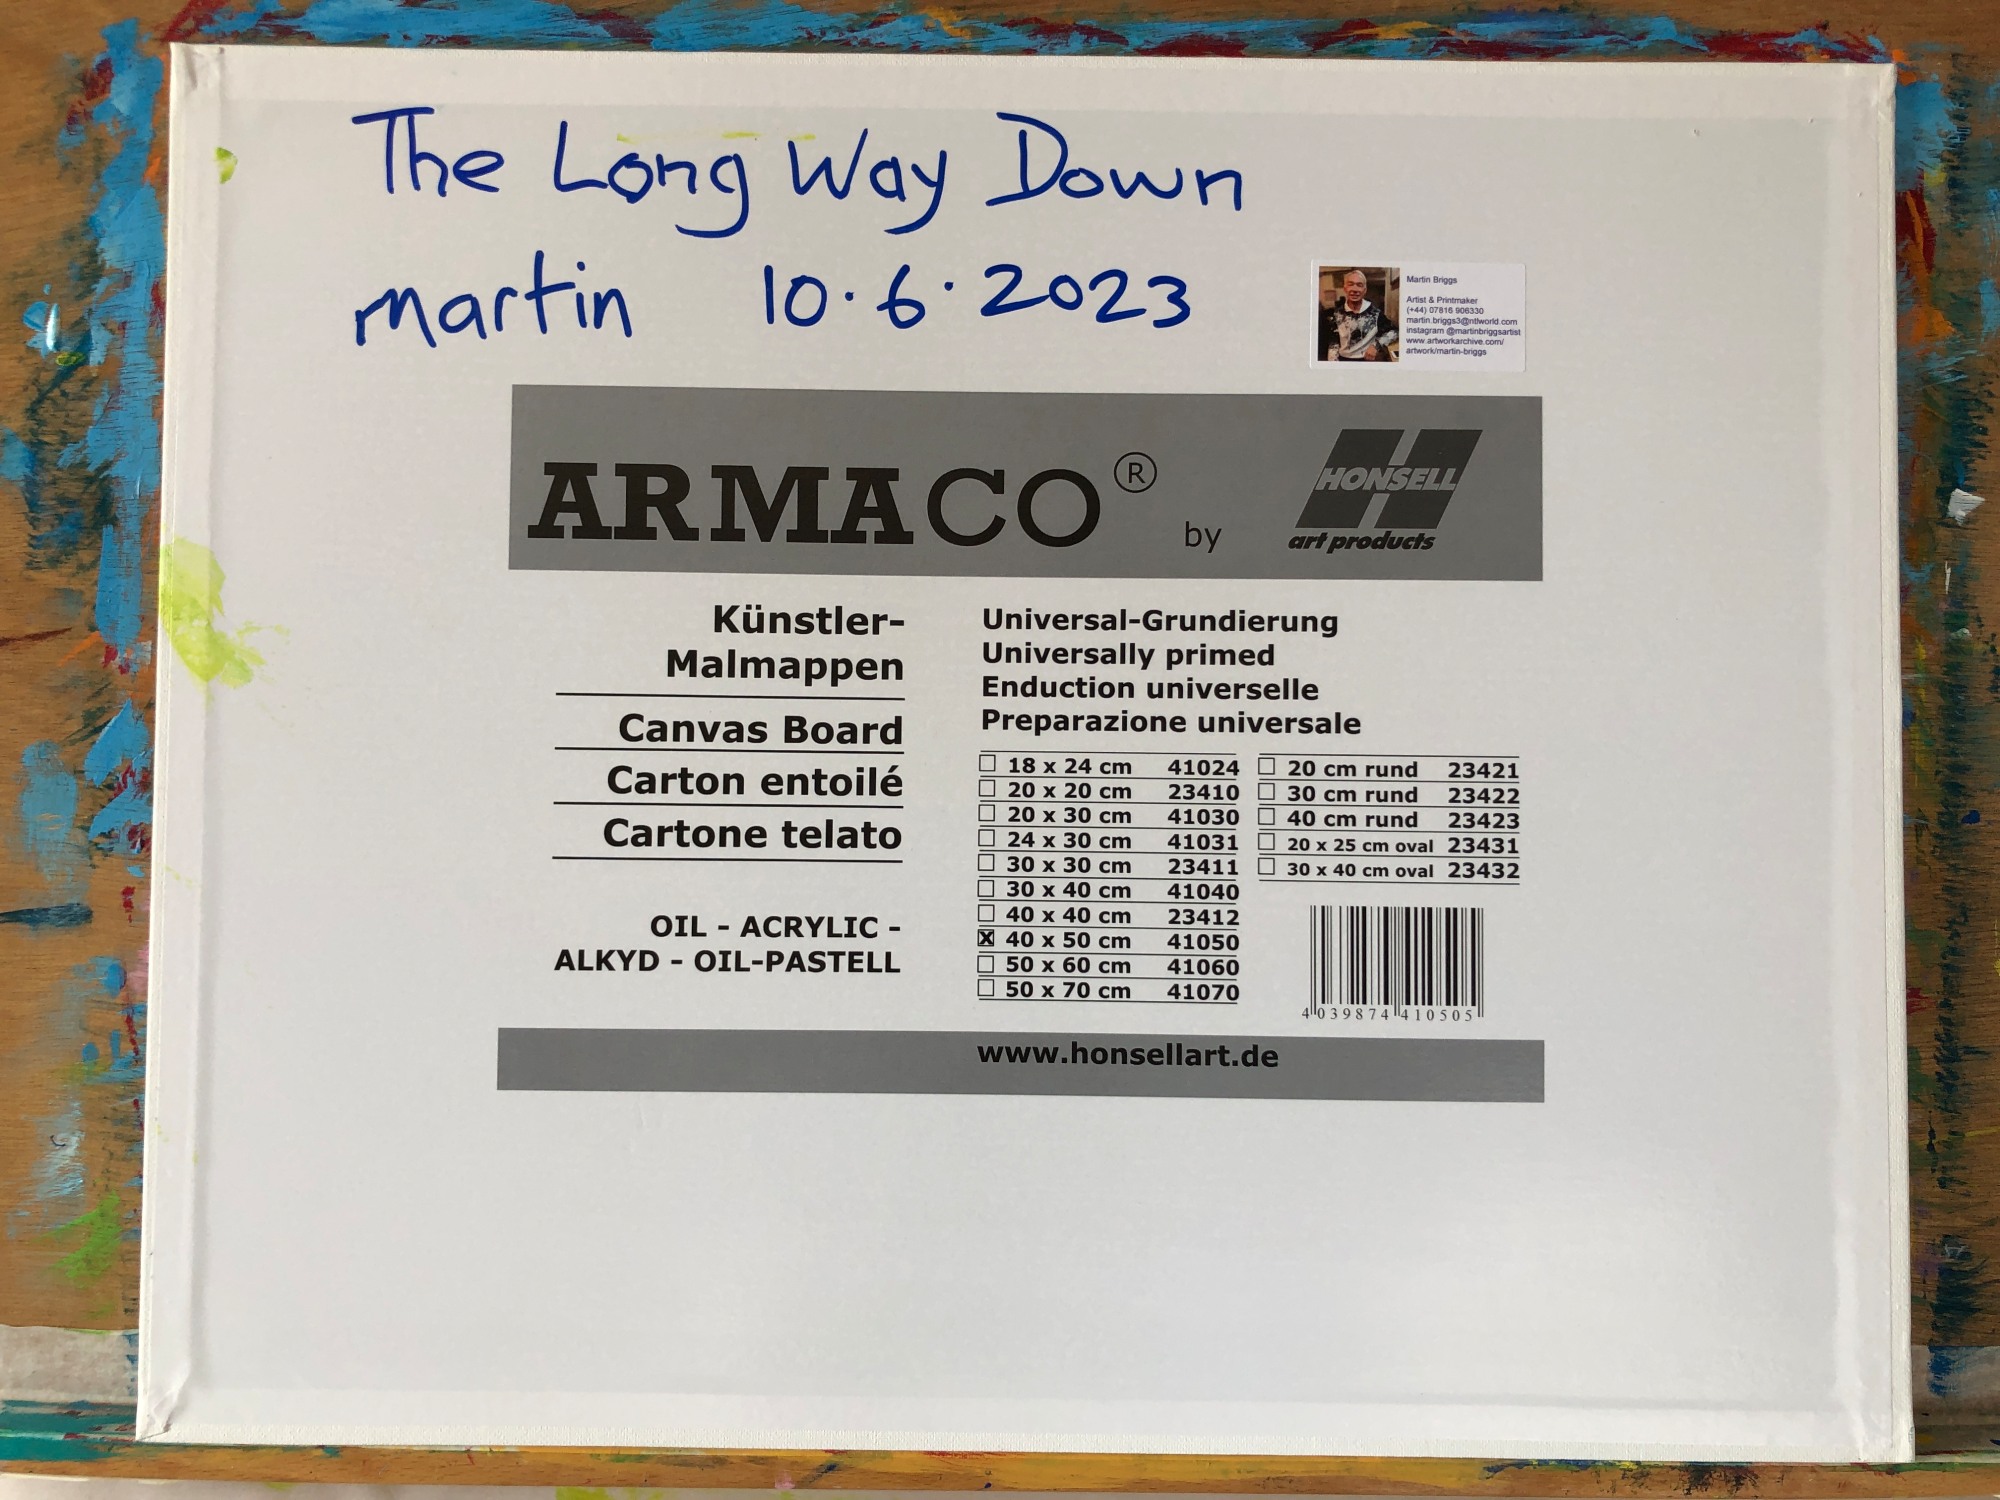 The Long Way Down
martin 10·6·2023
Martin Briggs
Artist & Printmaker
(+44) 07816 906330
martin.briggs3@ntlworld.com
instagram @martinbriggsartist
www.artworkarchive.com/
artwork/martin-briggs
ARMACO® by HONSELL
art products
Künstler-
Malmappen
Canvas Board
Carton entoilé
Cartone telato
OIL - ACRYLIC -
ALKYD - OIL-PASTELL
Universal-Grundierung
Universally primed
Enduction universelle
Preparazione universale
☐ 18 x 24 cm 41024
☐ 20 x 20 cm 23410
☐ 20 x 30 cm 41030
☐ 24 x 30 cm 41031
☐ 30 x 30 cm 23411
☐ 30 x 40 cm 41040
☐ 40 x 40 cm 23412
☒ 40 x 50 cm 41050
☐ 50 x 60 cm 41060
☐ 50 x 70 cm 41070
☐ 20 cm rund 23421
☐ 30 cm rund 23422
☐ 40 cm rund 23423
☐ 20 x 25 cm oval 23431
☐ 30 x 40 cm oval 23432
4 039874 410505
www.honsellart.de